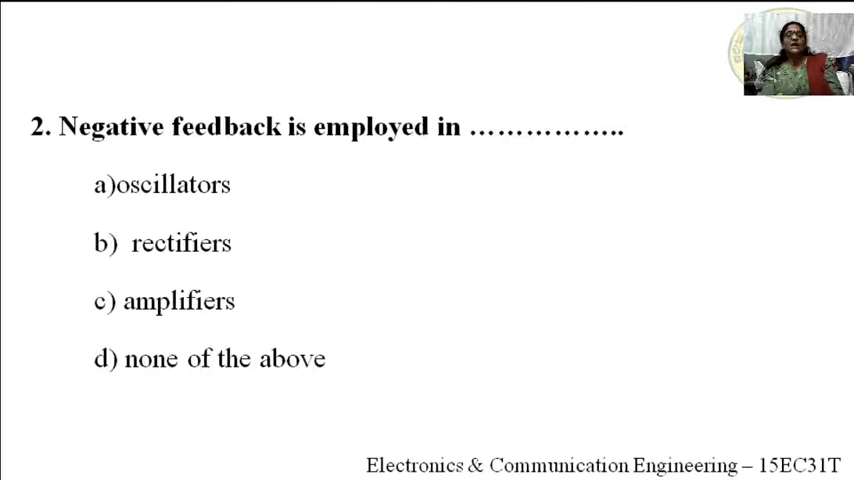 2. Negative feedback is employed in ……………..
a)oscillators
b) rectifiers
c) amplifiers
d) none of the above
Electronics & Communication Engineering – 15EC31T